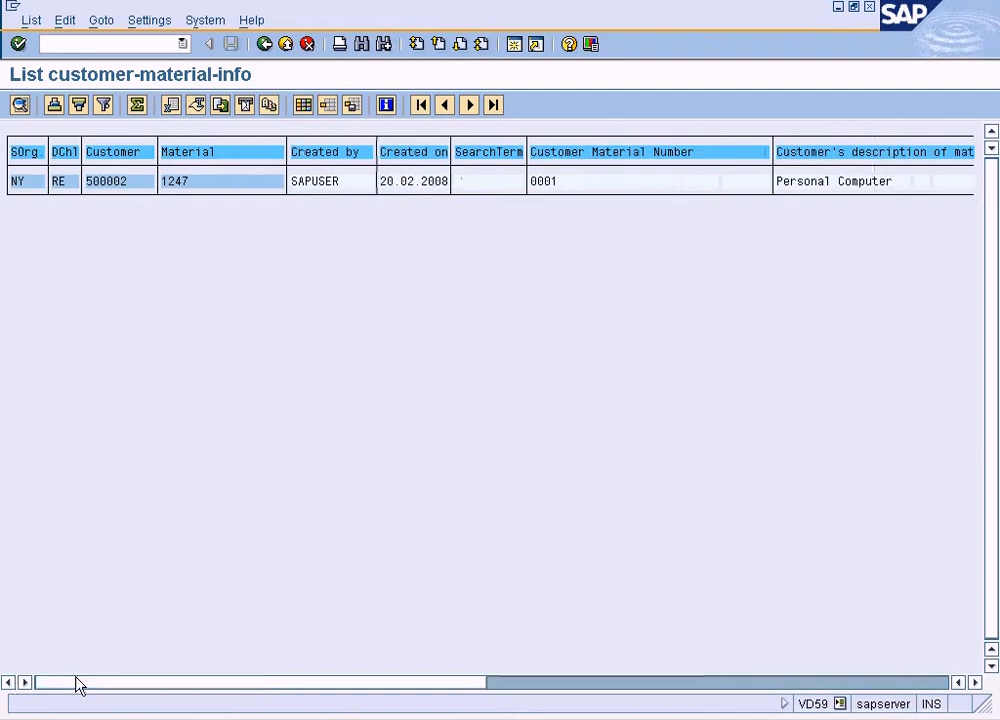 List Edit Goto Settings System Help
SAP
List customer-material-info
SOrg. DChl Customer Material Created by Created on SearchTerm Customer Material Number Customer's description of mat
NY RE 500002 1247 SAPUSER 20.02.2008 0001 Personal Computer
VD59 sapserver INS